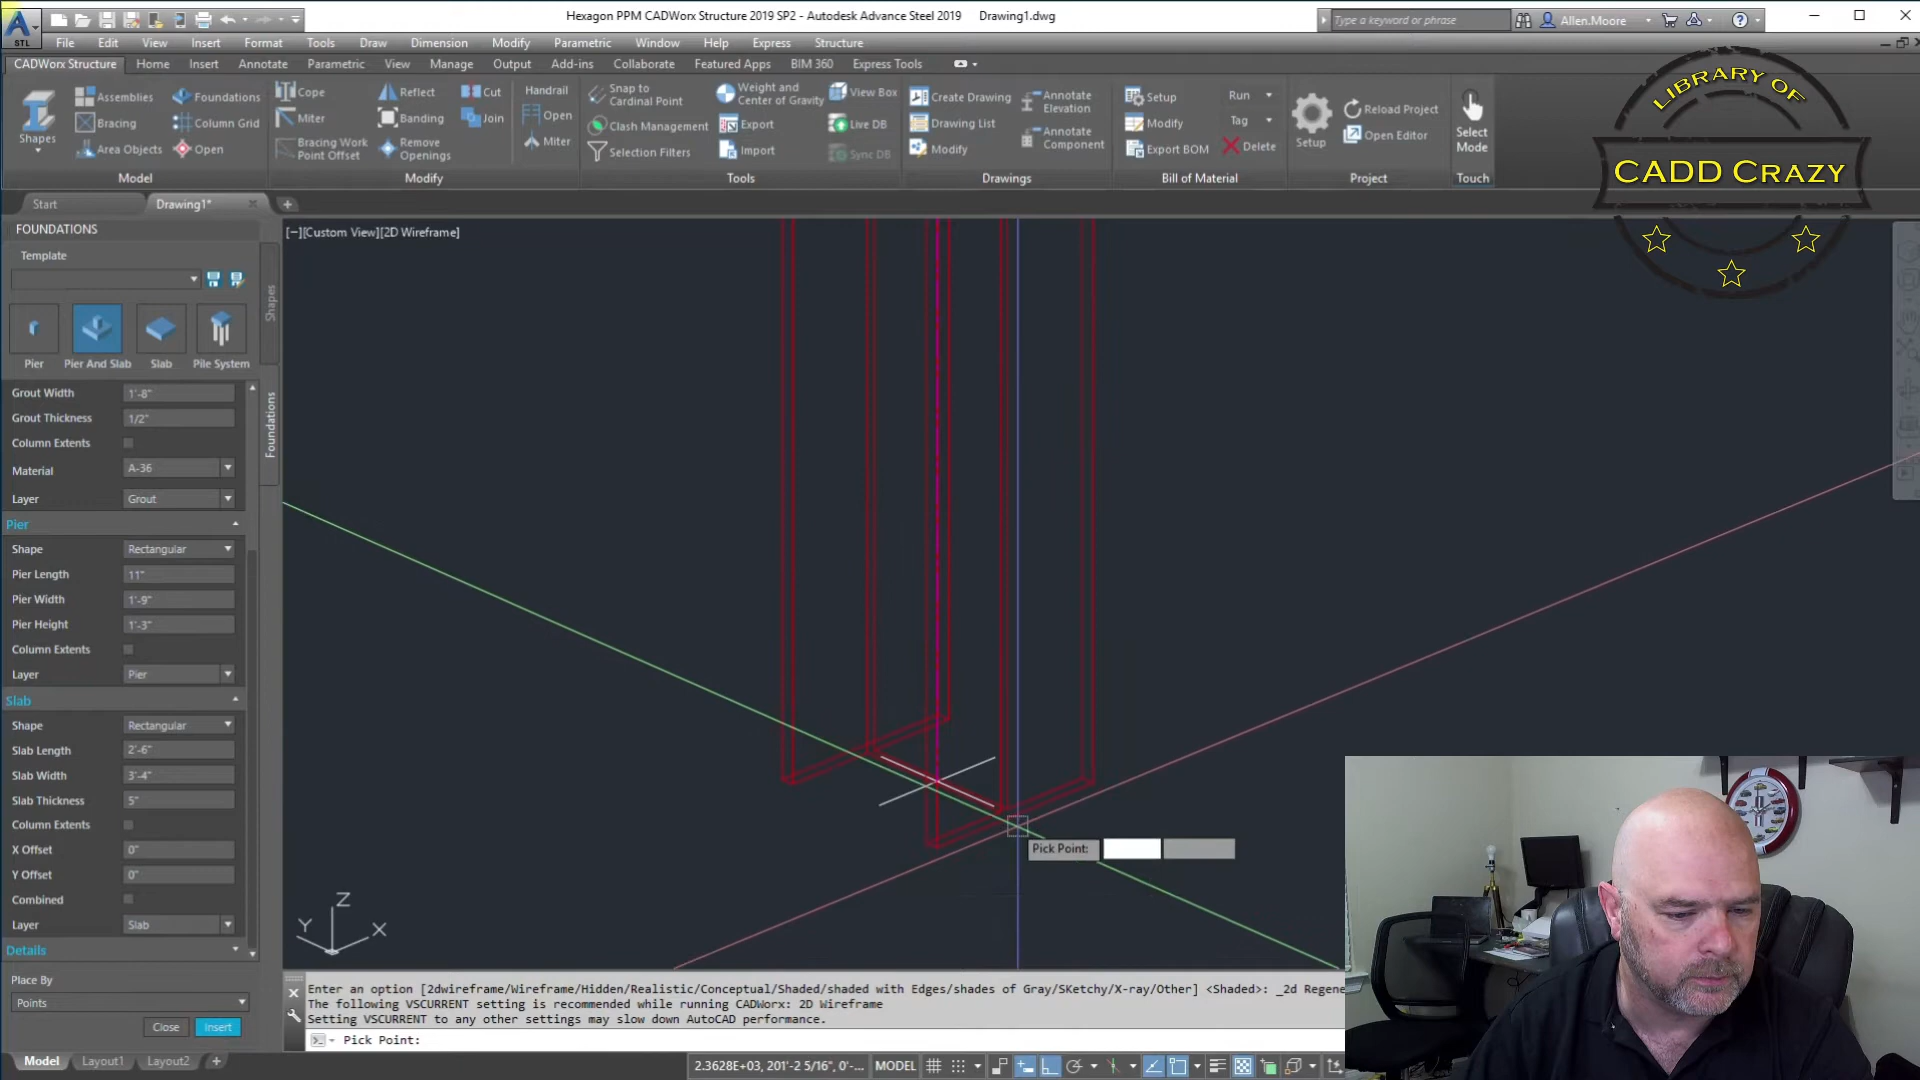 Hexagon PPM CADWorx Structure 2019 SP2 - Autodesk Advance Steel 2019 Drawing1.dwg
Type a keyword or phrase
Allen.Moore
STL
File Edit View Insert Format Tools Draw Dimension Modify Parametric Window Help Express Structure
CADWorx Structure Home Insert Annotate Parametric View Manage Output Add-ins Collaborate Featured Apps BIM 360 Express Tools
Shapes
Assemblies
Foundations
Bracing
Column Grid
Area Objects
Open
Model
Cope
Miter
Bracing Work
Point Offset
Reflect
Banding
Remove
Openings
Cut
Join
Modify
Handrail
Open
Miter
Snap to
Cardinal Point
Clash Management
Selection Filters
Weight and
Center of Gravity
Export
Import
View Box
Live DB
Sync DB
Tools
Create Drawing
Drawing List
Modify
Annotate
Elevation
Annotate
Component
Drawings
Setup
Modify
Export BOM
Run
Tag
Delete
Bill of Material
Setup
Reload Project
Open Editor
Project
Select
Mode
Touch
LIBRARY OF
CADD CRAZY
Start
Drawing1*
FOUNDATIONS
Template
Pier
Pier And Slab
Slab
Pile System
Shapes
Foundations
Grout Width 1'-8"
Grout Thickness 1/2"
Column Extents
Material A-36
Layer Grout
Pier
Shape Rectangular
Pier Length 11"
Pier Width 1'-9"
Pier Height 1'-3"
Column Extents
Layer Pier
Slab
Shape Rectangular
Slab Length 2'-6"
Slab Width 3'-4"
Slab Thickness 5"
Column Extents
X Offset 0"
Y Offset 0"
Combined
Layer Slab
Details
Place By
Points
Close Insert
[−][Custom View][2D Wireframe]
Pick Point:
Z
Y
X
Enter an option [2dwireframe/Wireframe/Hidden/Realistic/Conceptual/Shaded/shaded with Edges/shades of Gray/SKetchy/X-ray/Other] <Shaded>: _2d Regene
The following VSCURRENT setting is recommended while running CADWorx: 2D Wireframe
Setting VSCURRENT to any other settings may slow down AutoCAD performance.
Pick Point:
Model Layout1 Layout2
2.3628E+03, 201'-2 5/16", 0'-... MODEL